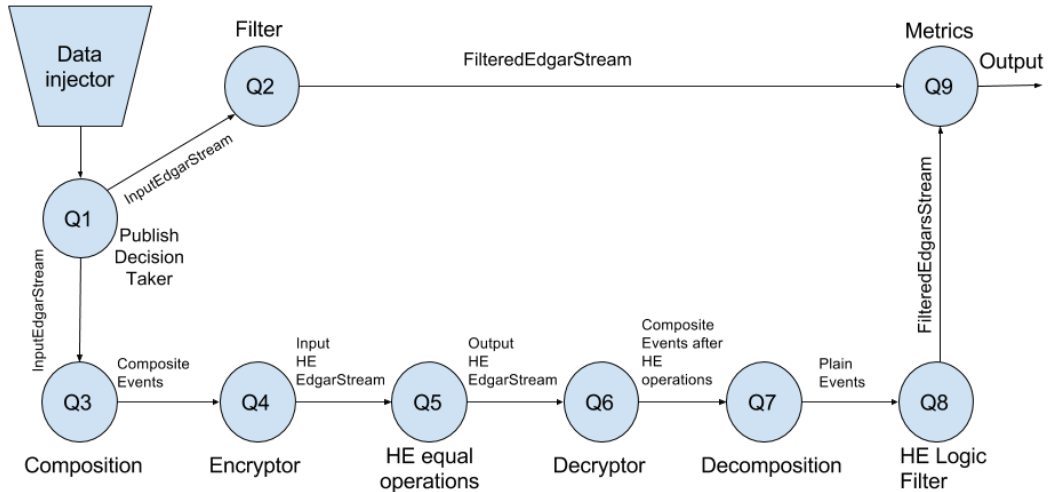 Data
injector
Filter
Q2
FilteredEdgarStream
Metrics
Q9
Output
InputEdgarStream
Q1
Publish
Decision
Taker
InputEdgarStream
FilteredEdgarsStream
Q3
Composite
Events
Q4
Input
HE
EdgarStream
Q5
Output
HE
EdgarStream
Q6
Composite
Events after
HE
operations
Q7
Plain
Events
Q8
Composition
Encryptor
HE equal
operations
Decryptor
Decomposition
HE Logic
Filter